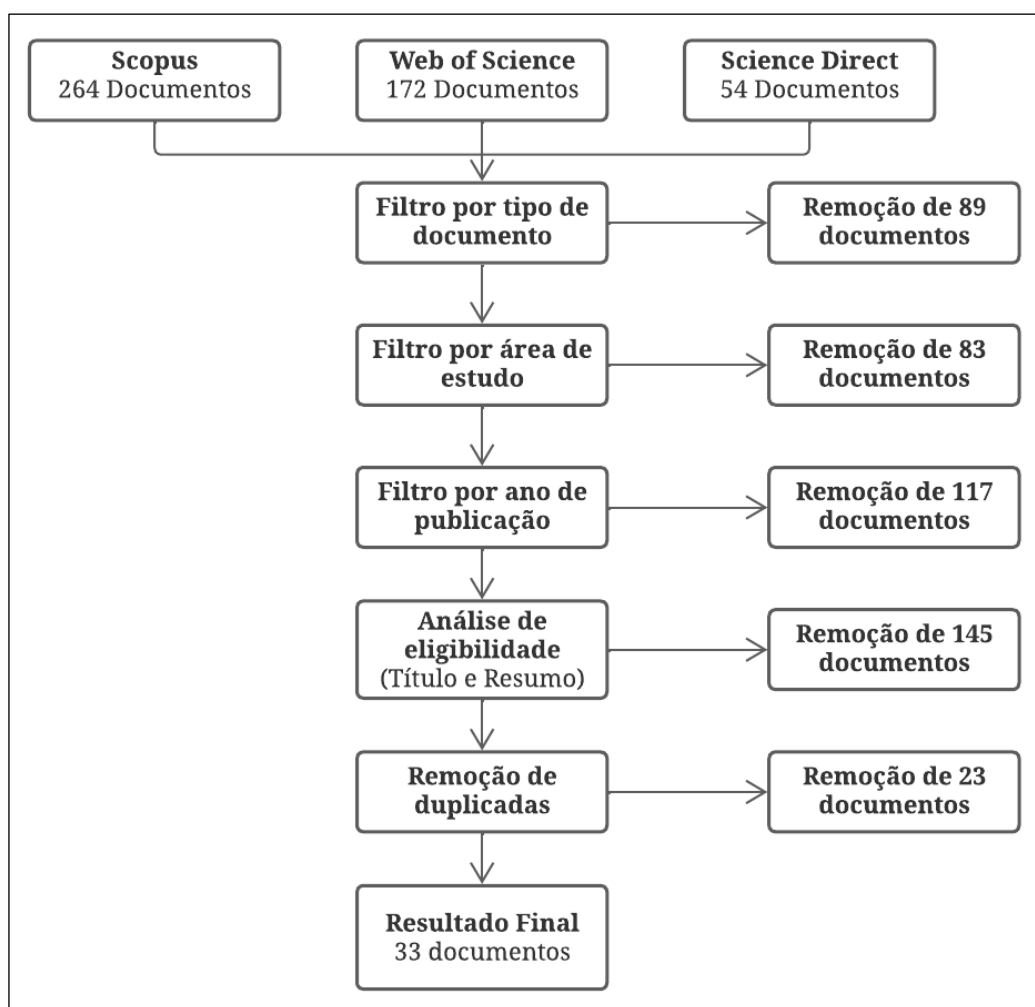 Scopus
264 Documentos
Web of Science
172 Documentos
Science Direct
54 Documentos
Filtro por tipo de
documento
Remoção de 89
documentos
Filtro por área de
estudo
Remoção de 83
documentos
Filtro por ano de
publicação
Remoção de 117
documentos
Análise de
eligibilidade
(Título e Resumo)
Remoção de 145
documentos
Remoção de
duplicadas
Remoção de 23
documentos
Resultado Final
33 documentos